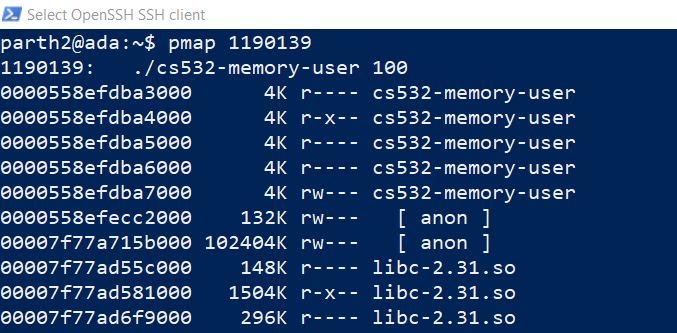 Select OpenSSH SSH client
parth2@ada:~$ pmap 1190139
1190139:   ./cs532-memory-user 100
0000558efdba3000      4K r---- cs532-memory-user
0000558efdba4000      4K r-x-- cs532-memory-user
0000558efdba5000      4K r---- cs532-memory-user
0000558efdba6000      4K r---- cs532-memory-user
0000558efdba7000      4K rw--- cs532-memory-user
0000558efecc2000    132K rw---   [ anon ]
00007f77a715b000 102404K rw---   [ anon ]
00007f77ad55c000    148K r---- libc-2.31.so
00007f77ad581000   1504K r-x-- libc-2.31.so
00007f77ad6f9000    296K r---- libc-2.31.so